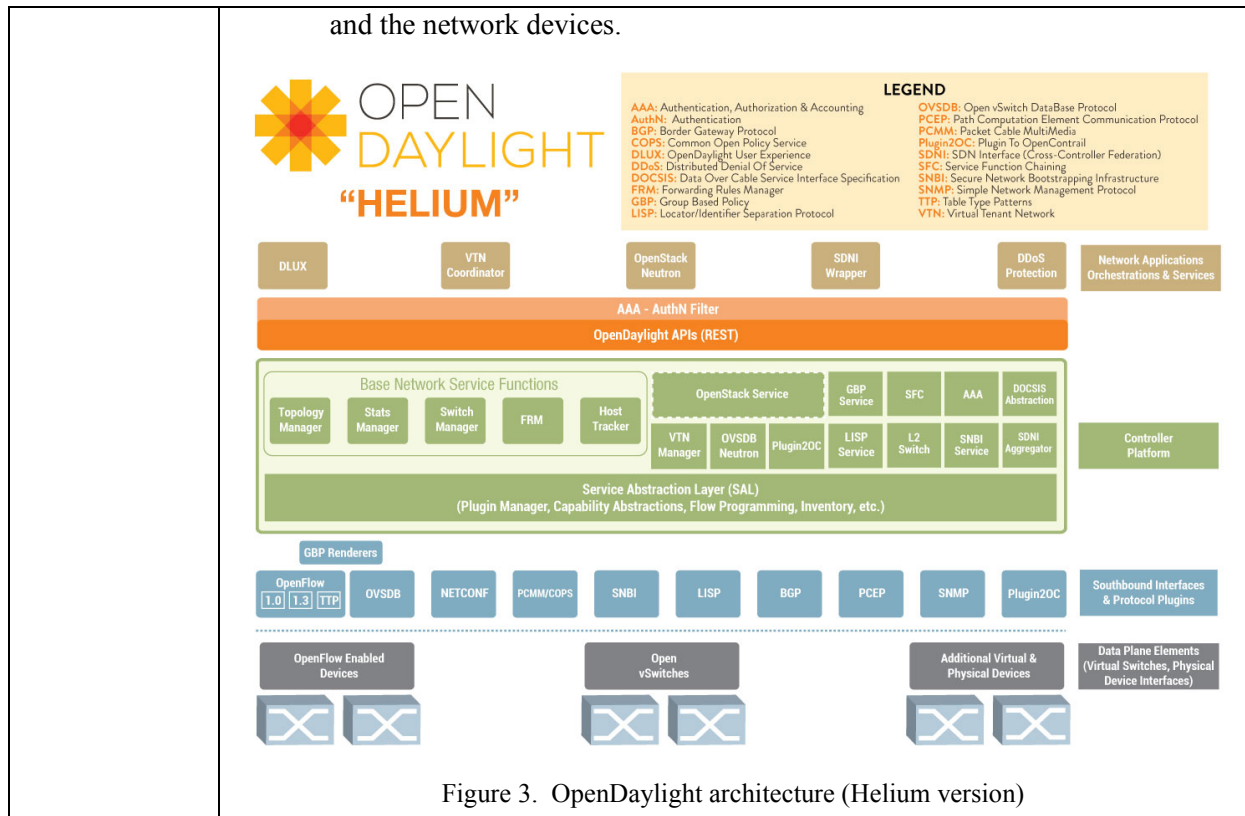 and the network devices.
OPEN
DAYLIGHT
“HELIUM”
LEGEND
AAA: Authentication, Authorization & Accounting
AuthN: Authentication
BGP: Border Gateway Protocol
COPS: Common Open Policy Service
DLUX: OpenDaylight User Experience
DDoS: Distributed Denial Of Service
DOCSIS: Data Over Cable Service Interface Specification
FRM: Forwarding Rules Manager
GBP: Group Based Policy
LISP: Locator/Identifier Separation Protocol
OVSDB: Open vSwitch DataBase Protocol
PCEP: Path Computation Element Communication Protocol
PCMM: Packet Cable MultiMedia
Plugin2OC: Plugin To OpenContrail
SDNI: SDN Interface (Cross-Controller Federation)
SFC: Service Function Chaining
SNBI: Secure Network Bootstrapping Infrastructure
SNMP: Simple Network Management Protocol
TTP: Table Type Patterns
VTN: Virtual Tenant Network
DLUX
VTN
Coordinator
OpenStack
Neutron
SDNI
Wrapper
DDoS
Protection
Network Applications
Orchestrations & Services
AAA - AuthN Filter
OpenDaylight APIs (REST)
Base Network Service Functions
Topology
Manager
Stats
Manager
Switch
Manager
FRM
Host
Tracker
OpenStack Service
GBP
Service
SFC
AAA
DOCSIS
Abstraction
VTN
Manager
OVSDB
Neutron
Plugin2OC
LISP
Service
L2
Switch
SNBI
Service
SDNI
Aggregator
Controller
Platform
Service Abstraction Layer (SAL)
(Plugin Manager, Capability Abstractions, Flow Programming, Inventory, etc.)
GBP Renderers
OpenFlow
1.0 1.3 TTP
OVSDB
NETCONF
PCMM/COPS
SNBI
LISP
BGP
PCEP
SNMP
Plugin2OC
Southbound Interfaces
& Protocol Plugins
OpenFlow Enabled
Devices
Open
vSwitches
Additional Virtual &
Physical Devices
Data Plane Elements
(Virtual Switches, Physical
Device Interfaces)
Figure 3. OpenDaylight architecture (Helium version)